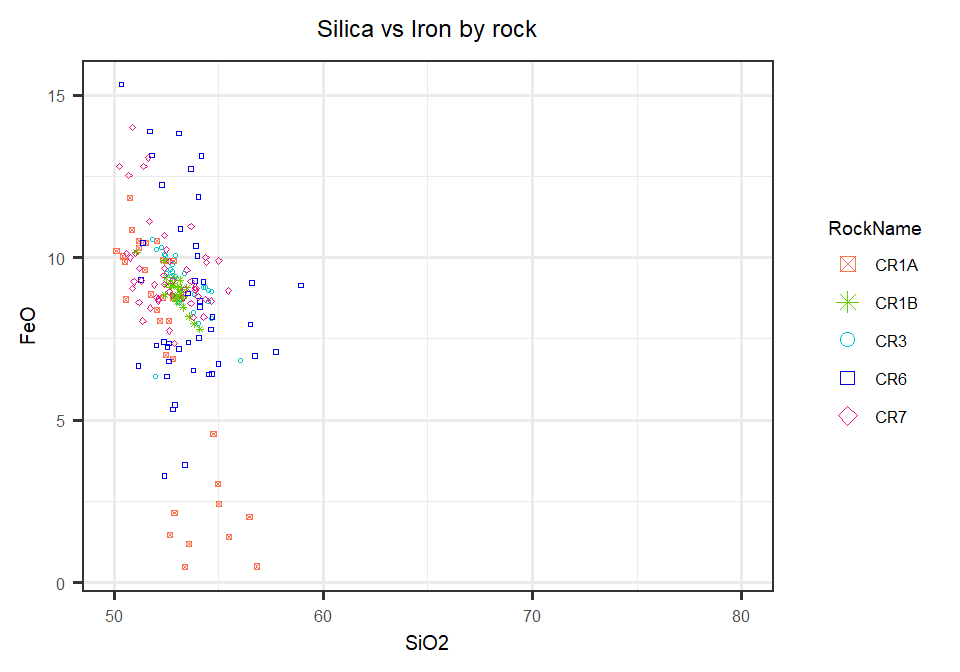 Silica vs Iron by rock
FeO
15
10
5
0
50
60
70
80
SiO2
RockName
CR1A
CR1B
CR3
CR6
CR7